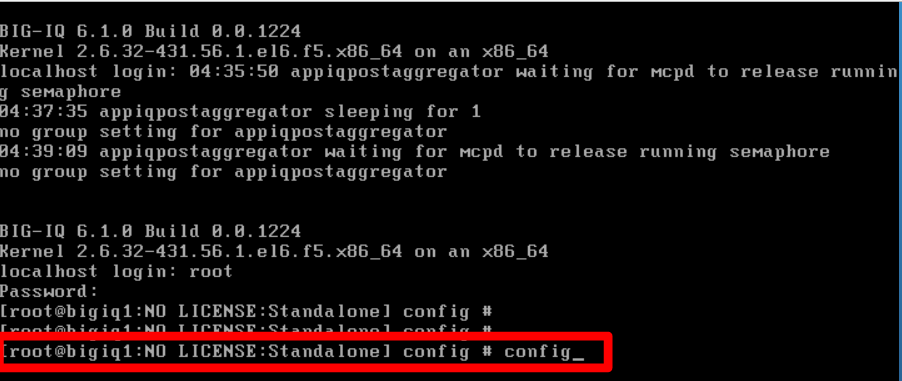 BIG-IQ 6.1.0 Build 0.0.1224
Kernel 2.6.32-431.56.1.el6.f5.x86_64 on an x86_64
localhost login: 04:35:50 appiqpostaggregator waiting for mcpd to release runnin
g semaphore
04:37:35 appiqpostaggregator sleeping for 1
no group setting for appiqpostaggregator
04:39:09 appiqpostaggregator waiting for mcpd to release running semaphore
no group setting for appiqpostaggregator
BIG-IQ 6.1.0 Build 0.0.1224
Kernel 2.6.32-431.56.1.el6.f5.x86_64 on an x86_64
localhost login: root
Password:
[root@bigiq1:NO LICENSE:Standalone] config #
[root@bigiq1:NO LICENSE:Standalone] config #
[root@bigiq1:NO LICENSE:Standalone] config # config_